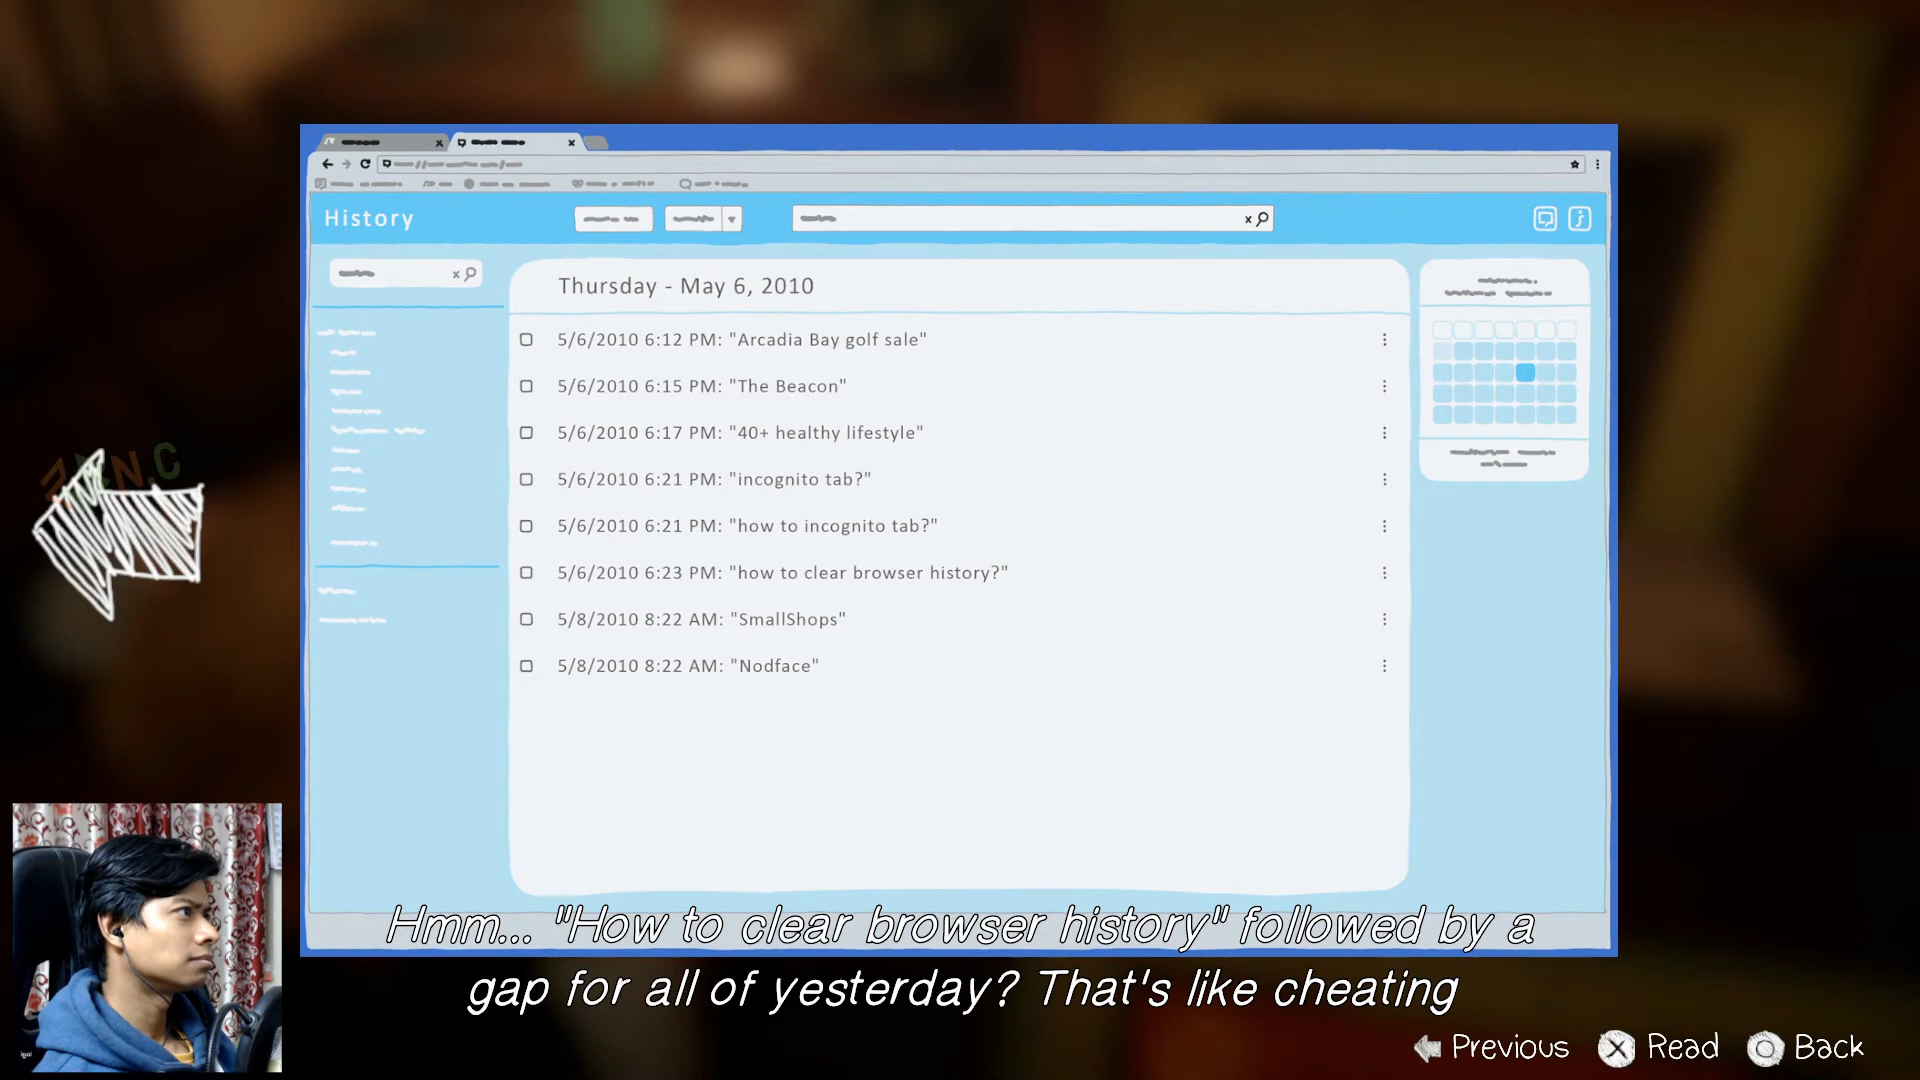 History
Thursday - May 6, 2010
5/6/2010 6:12 PM: "Arcadia Bay golf sale"
5/6/2010 6:15 PM: "The Beacon"
5/6/2010 6:17 PM: "40+ healthy lifestyle"
5/6/2010 6:21 PM: "incognito tab?"
5/6/2010 6:21 PM: "how to incognito tab?"
5/6/2010 6:23 PM: "how to clear browser history?"
5/8/2010 8:22 AM: "SmallShops"
5/8/2010 8:22 AM: "Nodface"
Hmm... "How to clear browser history" followed by a
gap for all of yesterday? That's like cheating
Previous Read Back